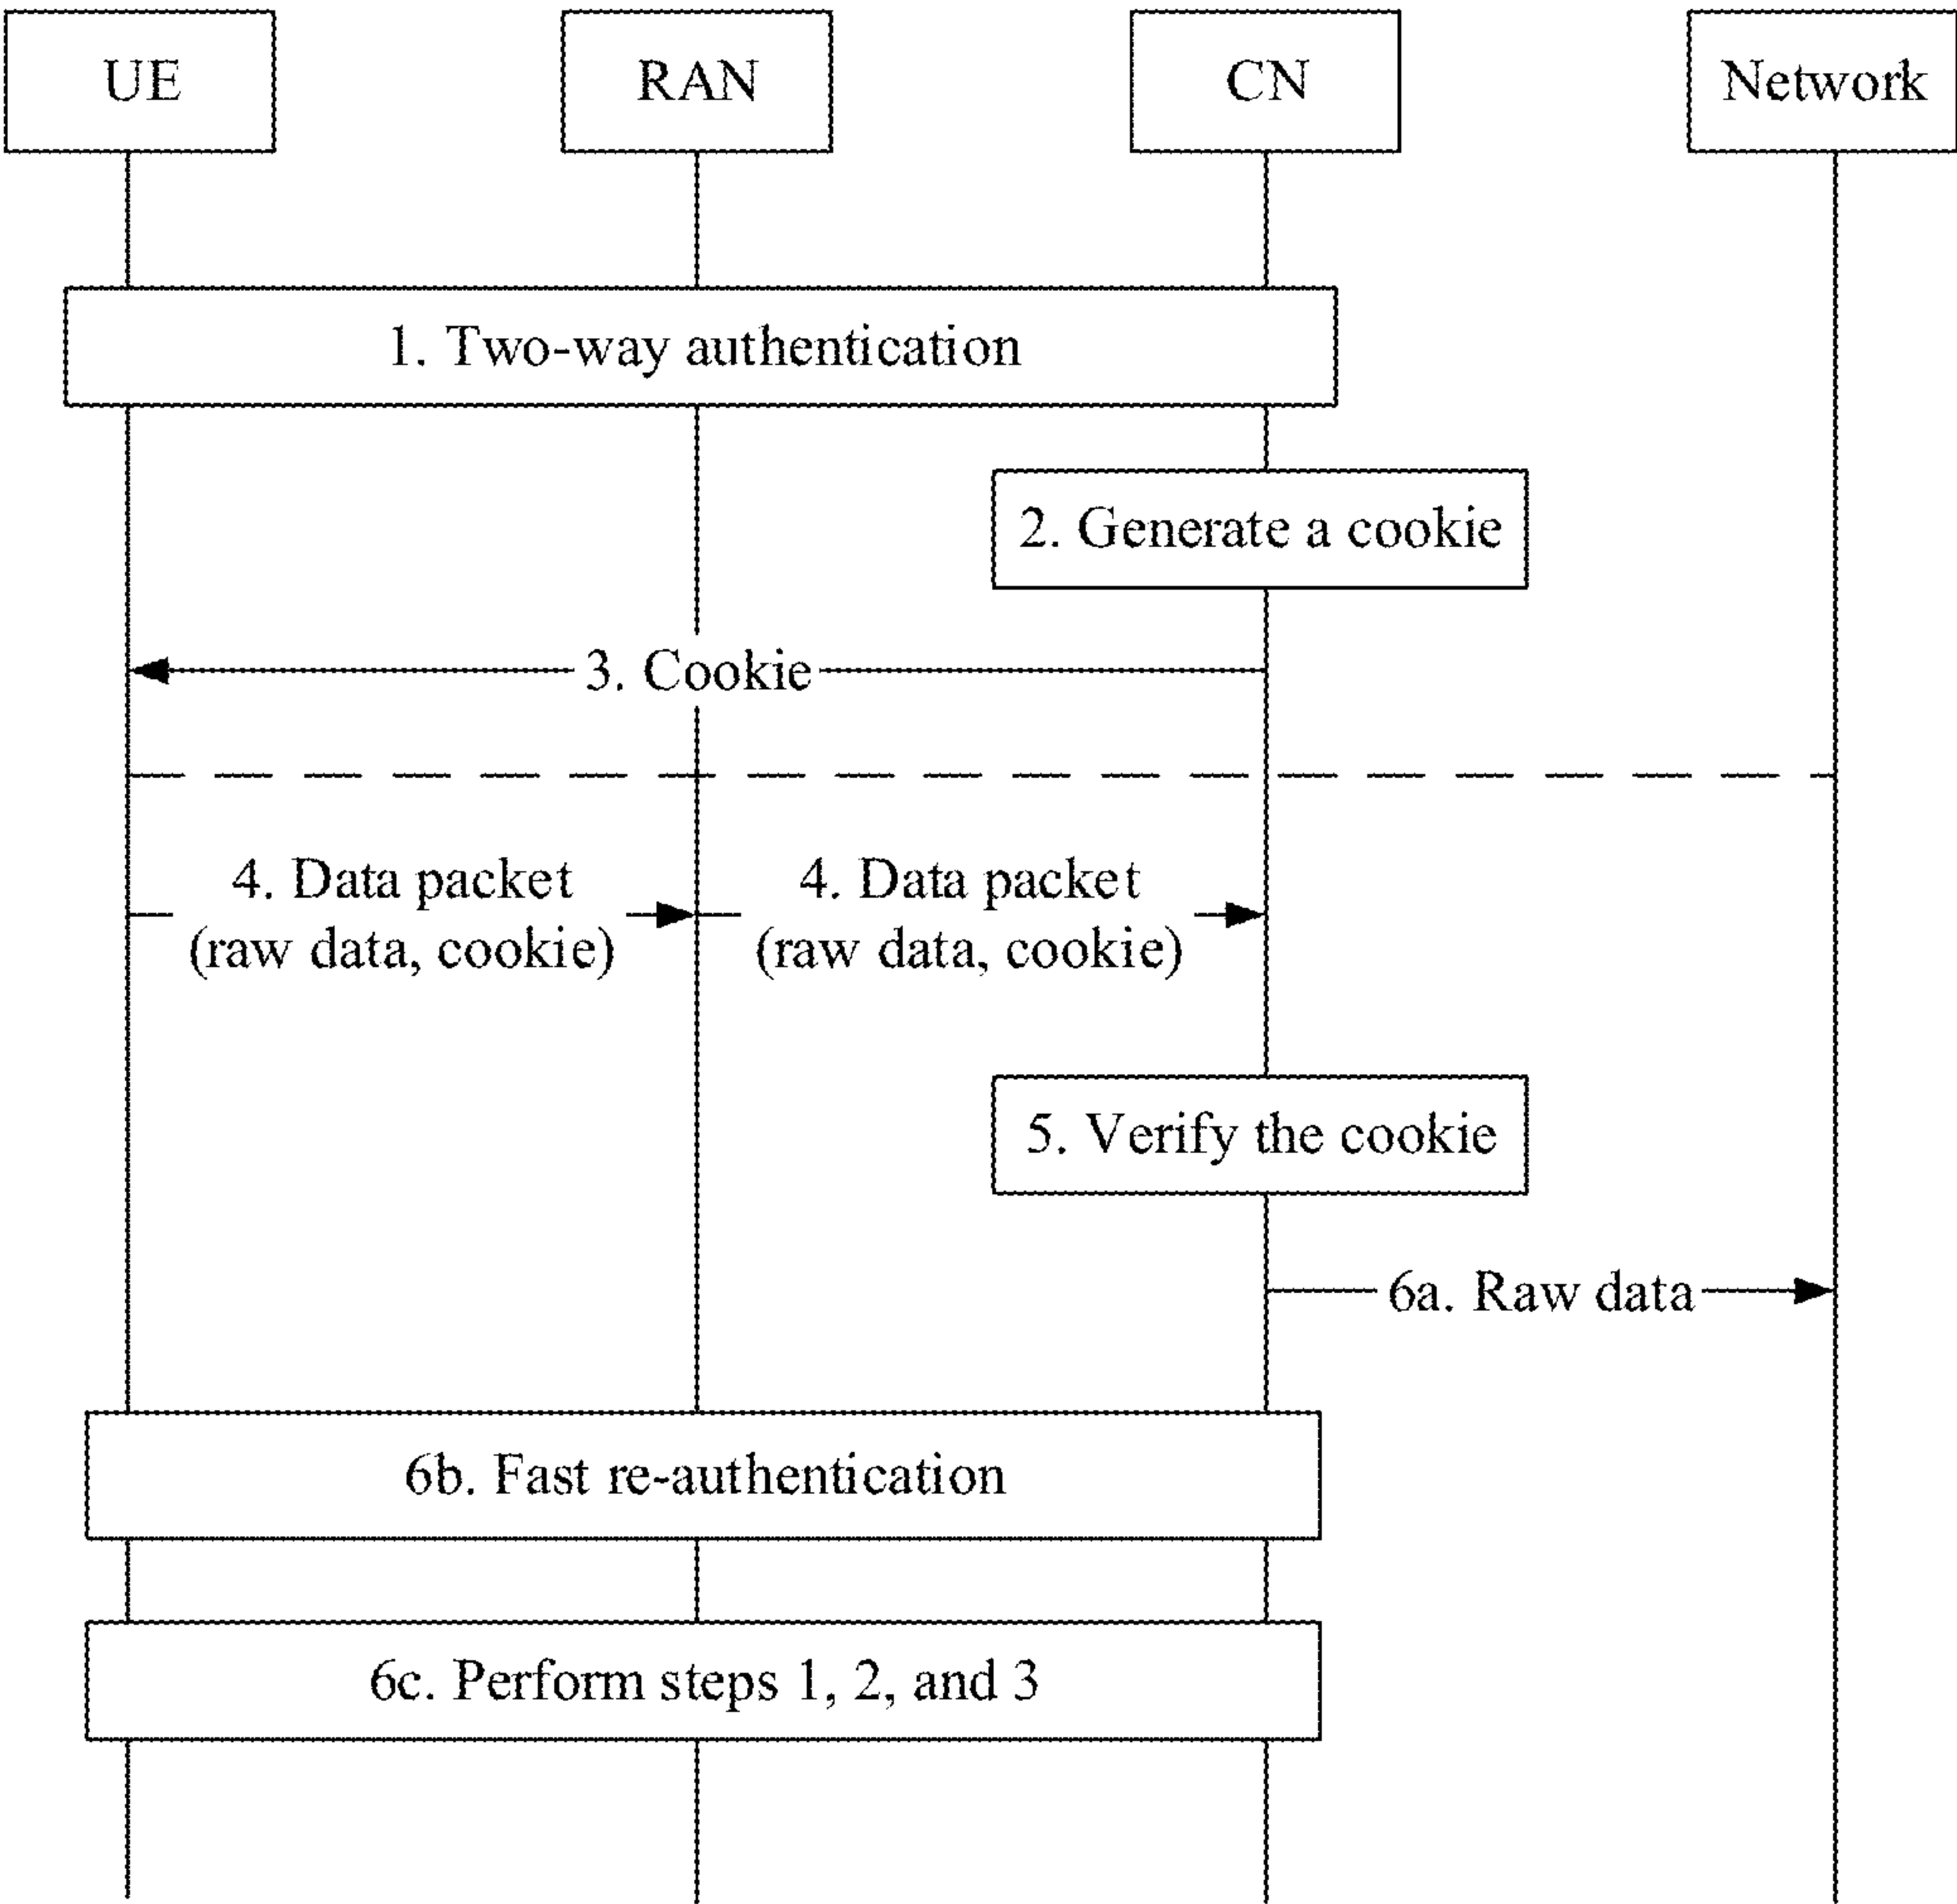 UE
RAN
CN
Network
1. Two-way authentication
2. Generate a cookie
3. Cookie
4. Data packet
(raw data, cookie)
4. Data packet
(raw data, cookie)
5. Verify the cookie
6a. Raw data
6b. Fast re-authentication
6c. Perform steps 1, 2, and 3